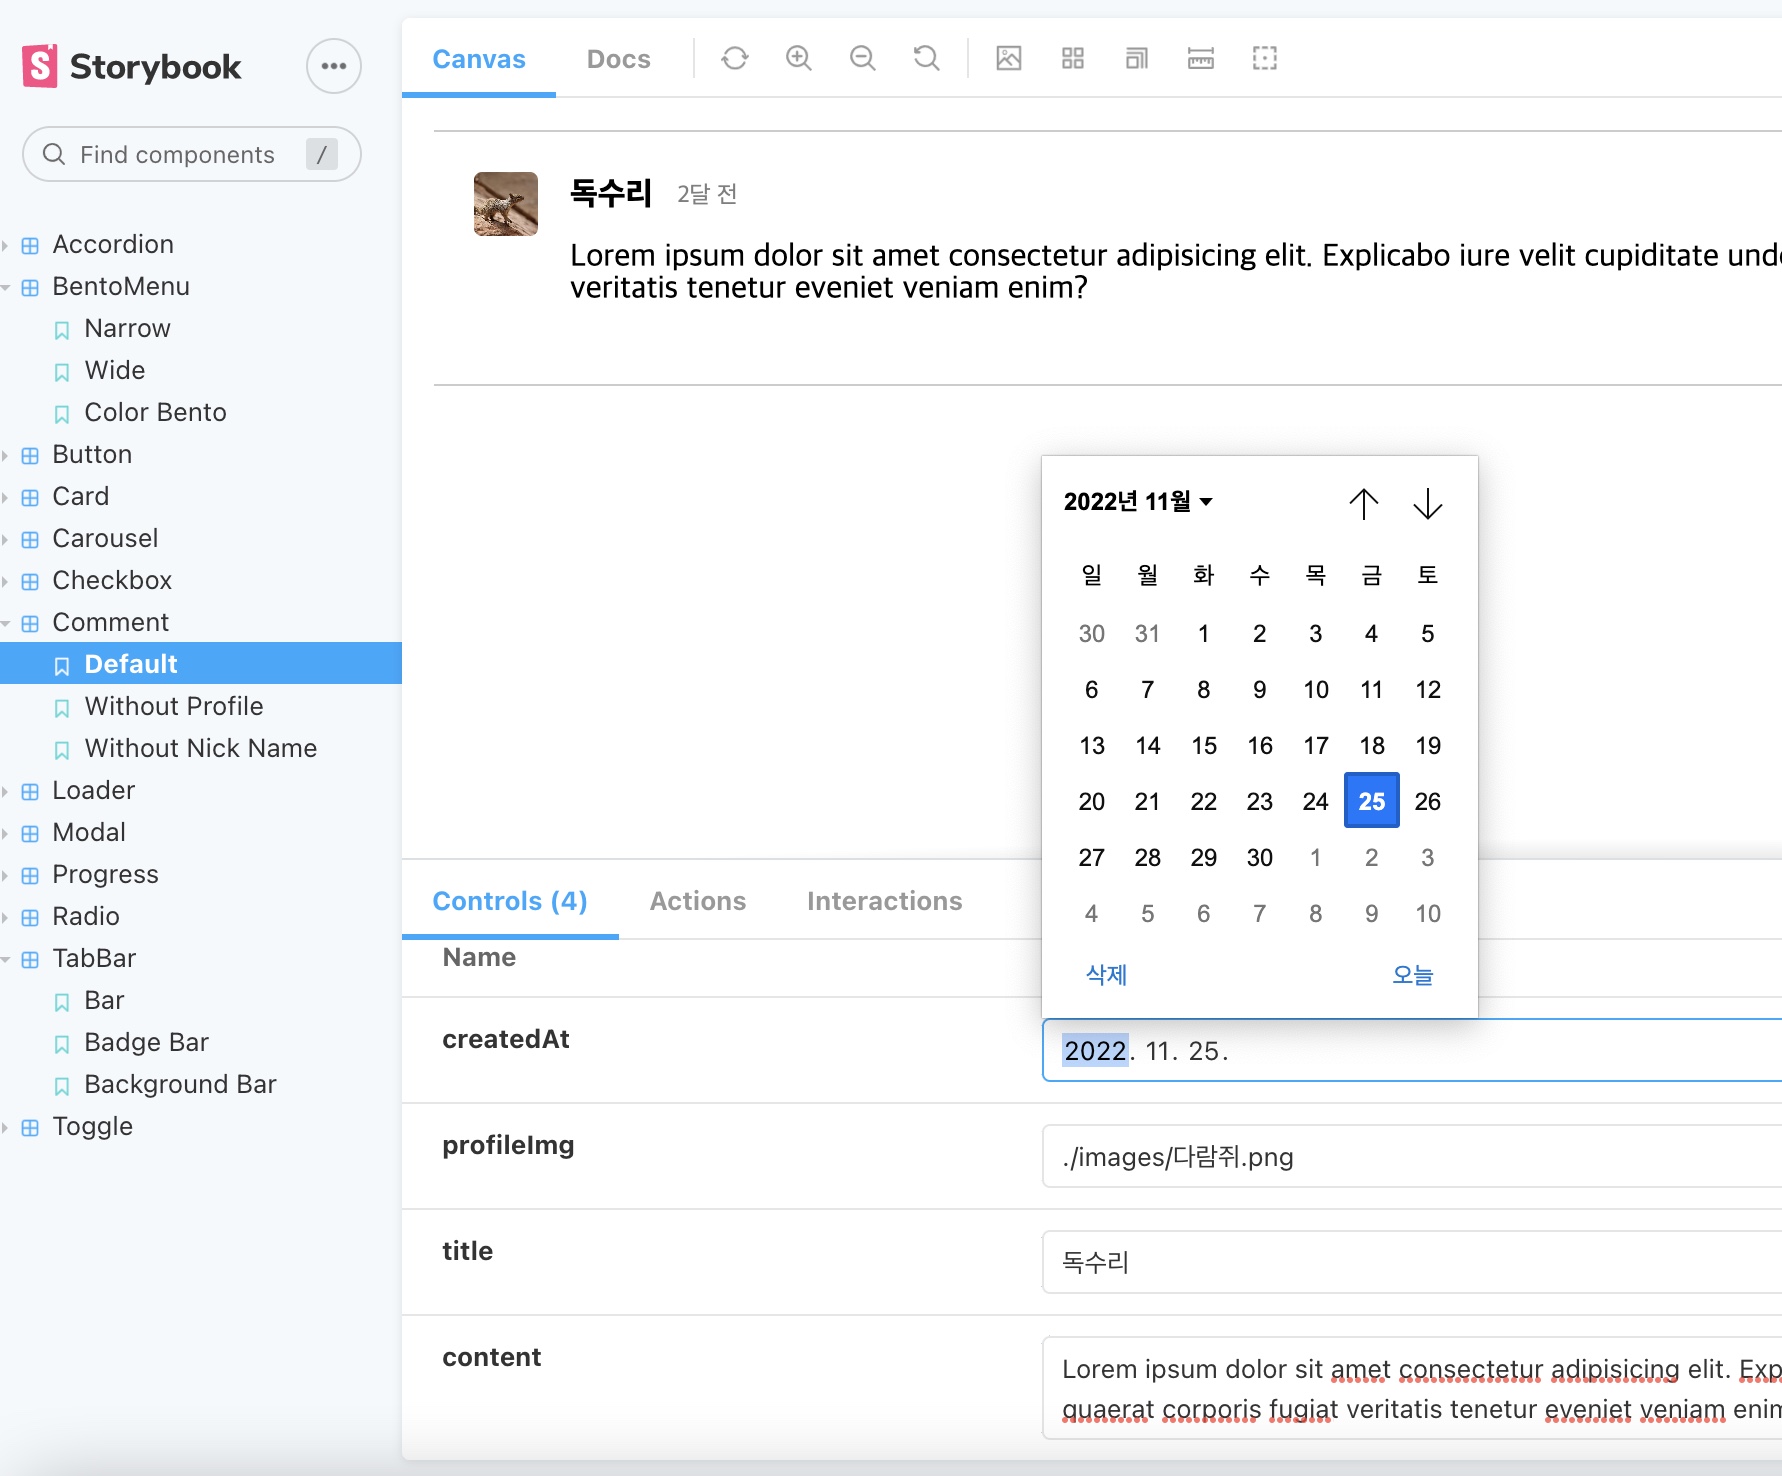 Storybook
Find components /
Accordion
BentoMenu
Narrow
Wide
Color Bento
Button
Card
Carousel
Checkbox
Comment
Default
Without Profile
Without Nick Name
Loader
Modal
Progress
Radio
TabBar
Bar
Badge Bar
Background Bar
Toggle
Canvas Docs
독수리 2달 전
Lorem ipsum dolor sit amet consectetur adipisicing elit. Explicabo iure velit cupiditate und
veritatis tenetur eveniet veniam enim?
2022년 11월
일 월 화 수 목 금 토
30 31 1 2 3 4 5
6 7 8 9 10 11 12
13 14 15 16 17 18 19
20 21 22 23 24 25 26
27 28 29 30 1 2 3
4 5 6 7 8 9 10
삭제 오늘
Controls (4) Actions Interactions
Name
createdAt 2022. 11. 25.
profileImg ./images/다람쥐.png
title 독수리
content Lorem ipsum dolor sit amet consectetur adipisicing elit. Exp
quaerat corporis fugiat veritatis tenetur eveniet veniam enim